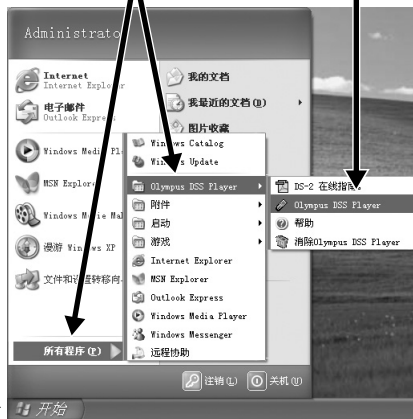 Administrato
Internet
Internet Explorer
电子邮件
Outlook Express
Windows Media Pl
MSN Explore
Windows Movie Mak
漫游 Windows XP
文件和设置转移向
所有程序(P)
我的文档
我最近的文档(D)
图片收藏
Windows Catalog
Windows Update
Olympus DSS Player
附件
启动
游戏
Internet Explorer
MSN Explorer
Outlook Express
Windows Media Player
Windows Messenger
远程协助
DS-2 在线指南
Olympus DSS Player
帮助
消除Olympus DSS Player
注销(L)
关机(U)
开始